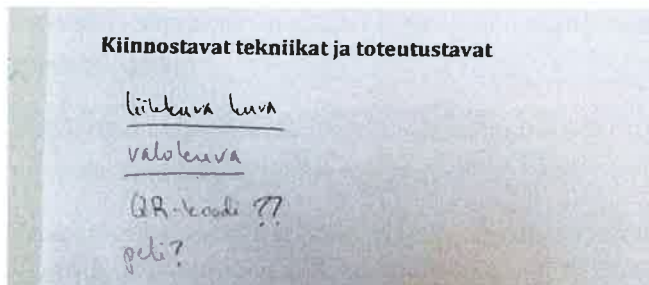 Kiinnostavat tekniikat ja toteutustavat
liikkuva kuva
valokuva
QR-koodi ??
peli?